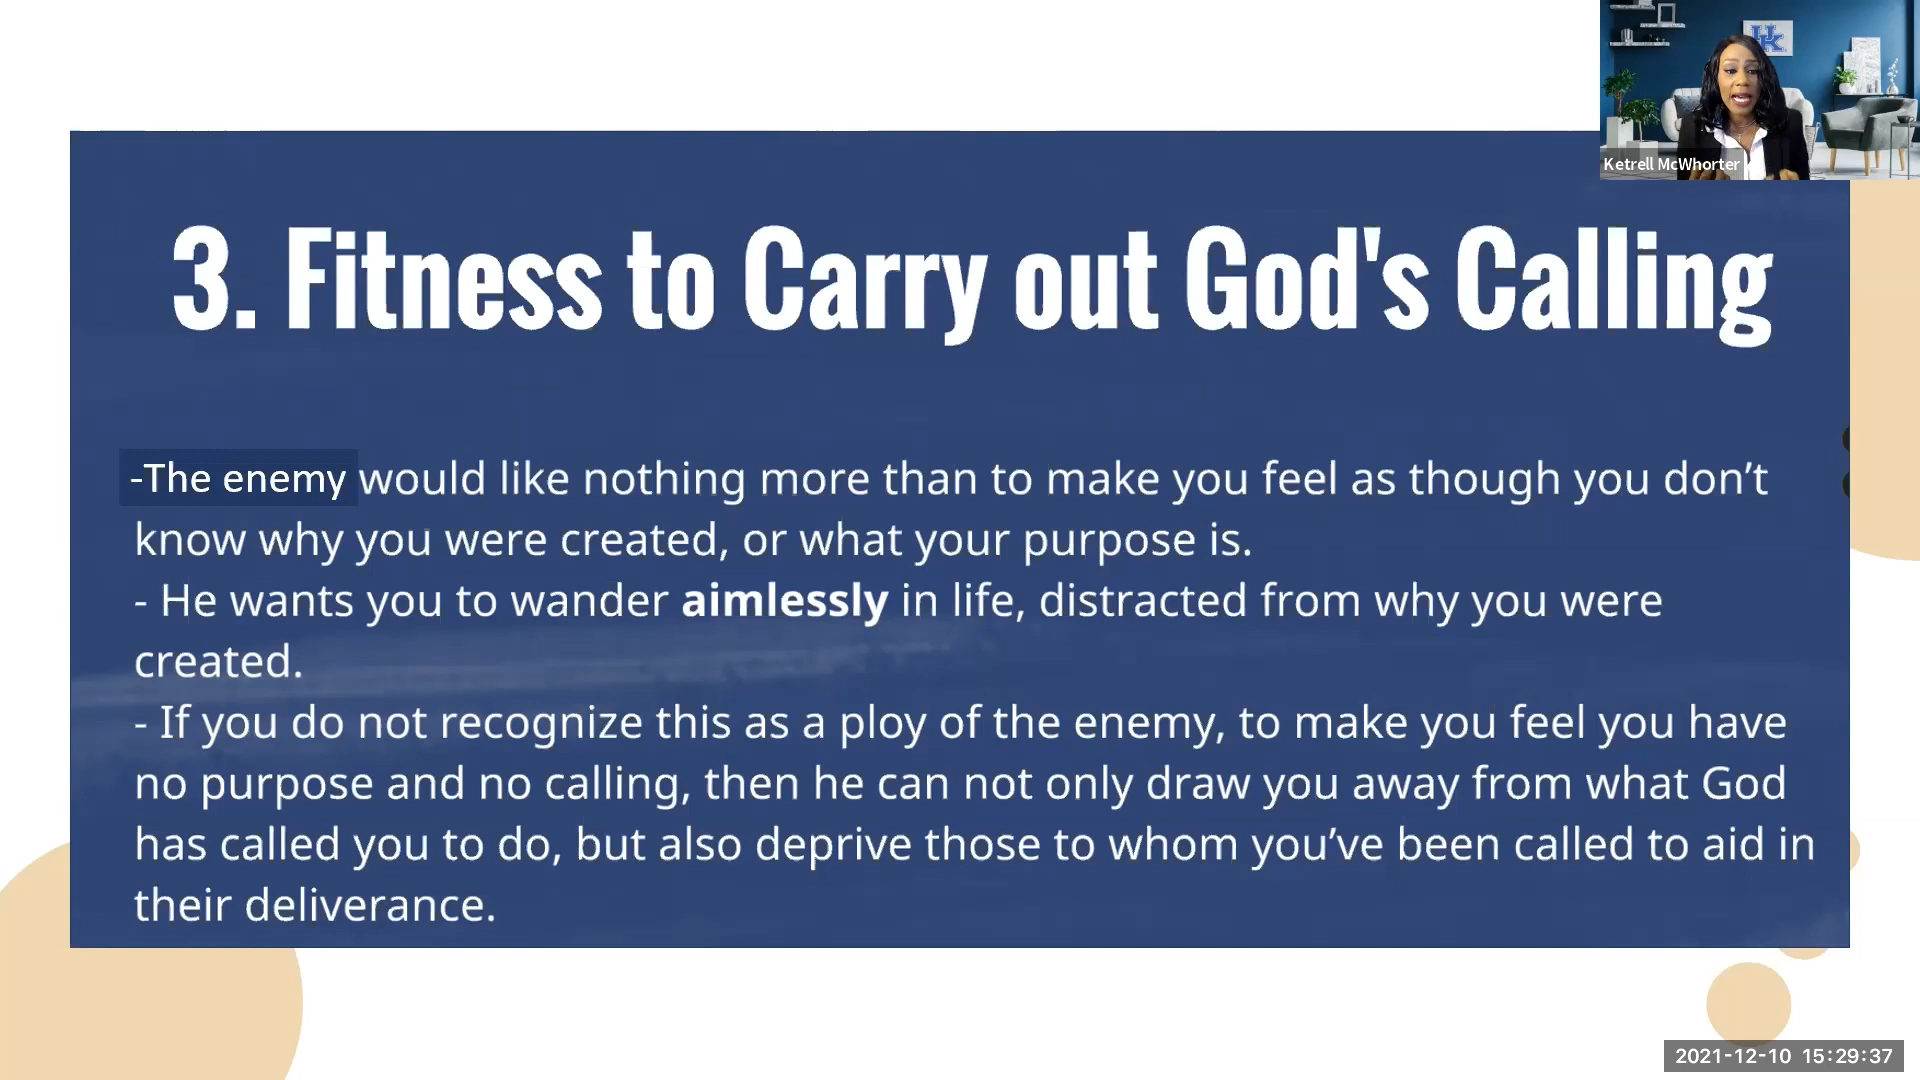 UK
Ketrell McWhorter
3. Fitness to Carry out God's Calling
-The enemy would like nothing more than to make you feel as though you don’t
know why you were created, or what your purpose is.
- He wants you to wander aimlessly in life, distracted from why you were
created.
- If you do not recognize this as a ploy of the enemy, to make you feel you have
no purpose and no calling, then he can not only draw you away from what God
has called you to do, but also deprive those to whom you’ve been called to aid in
their deliverance.
2021-12-10 15:29:37